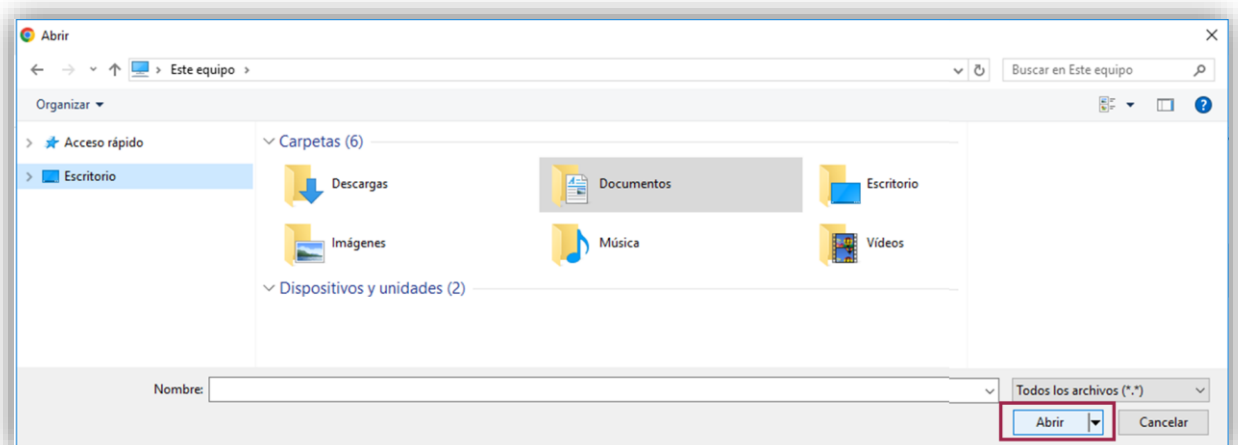 Abrir
Este equipo
Buscar en Este equipo
Organizar
Acceso rápido
Escritorio
Carpetas (6)
Descargas
Documentos
Escritorio
Imágenes
Música
Vídeos
Dispositivos y unidades (2)
Nombre:
Todos los archivos (*.*)
Abrir
Cancelar